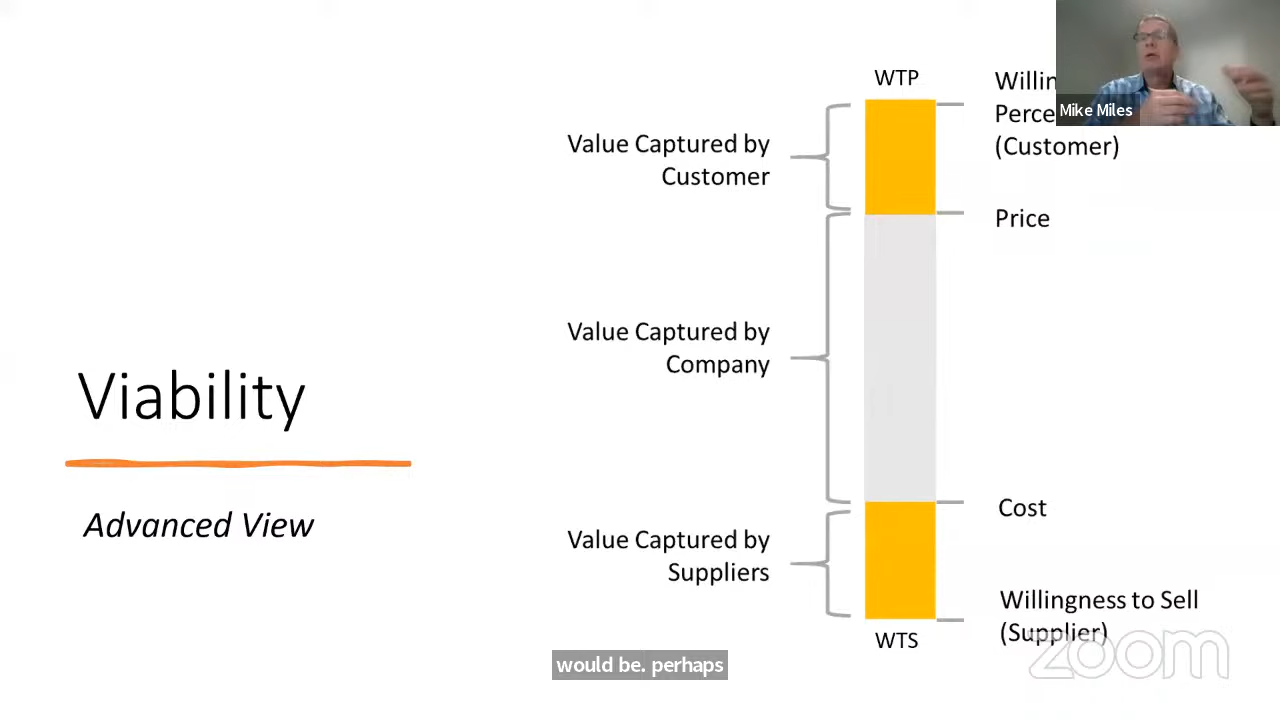 WTP
Willin
Mike Miles
Perce
(Customer)
Value Captured by
Customer
Price
Value Captured by
Company
Viability
Advanced View
Cost
Value Captured by
Suppliers
Willingness to Sell
(Supplier)
WTS
zoom
would be. perhaps